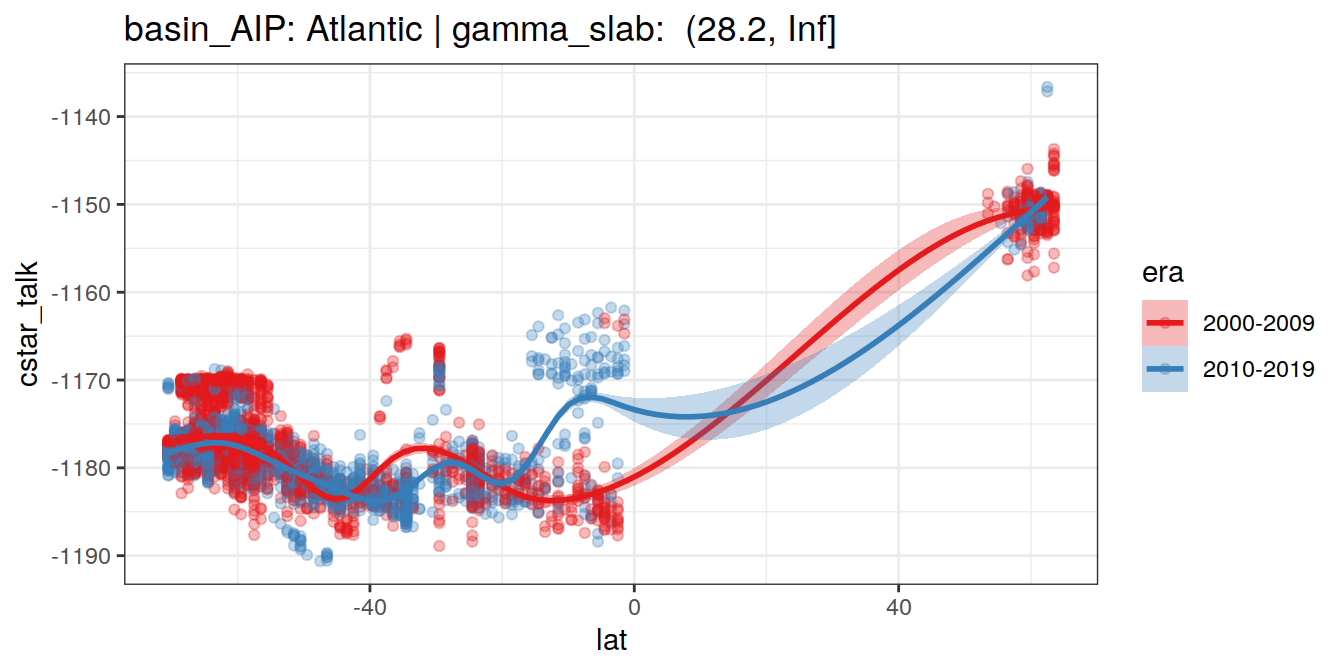 basin_AIP: Atlantic | gamma_slab:  (28.2, Inf]
cstar_talk
-1140
-1150
-1160
-1170
-1180
-1190
-40
0
40
lat
era
2000-2009
2010-2019